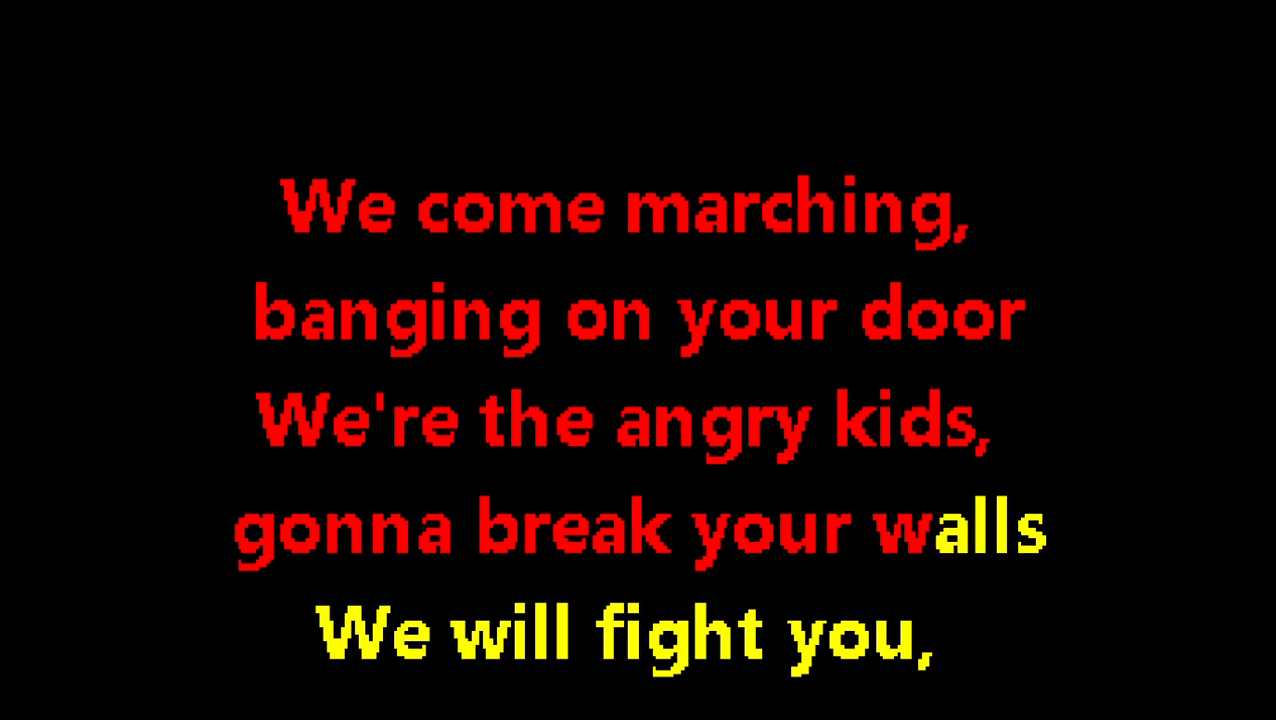 We come marching,
banging on your door
We're the angry kids,
gonna break your walls
We will fight you,